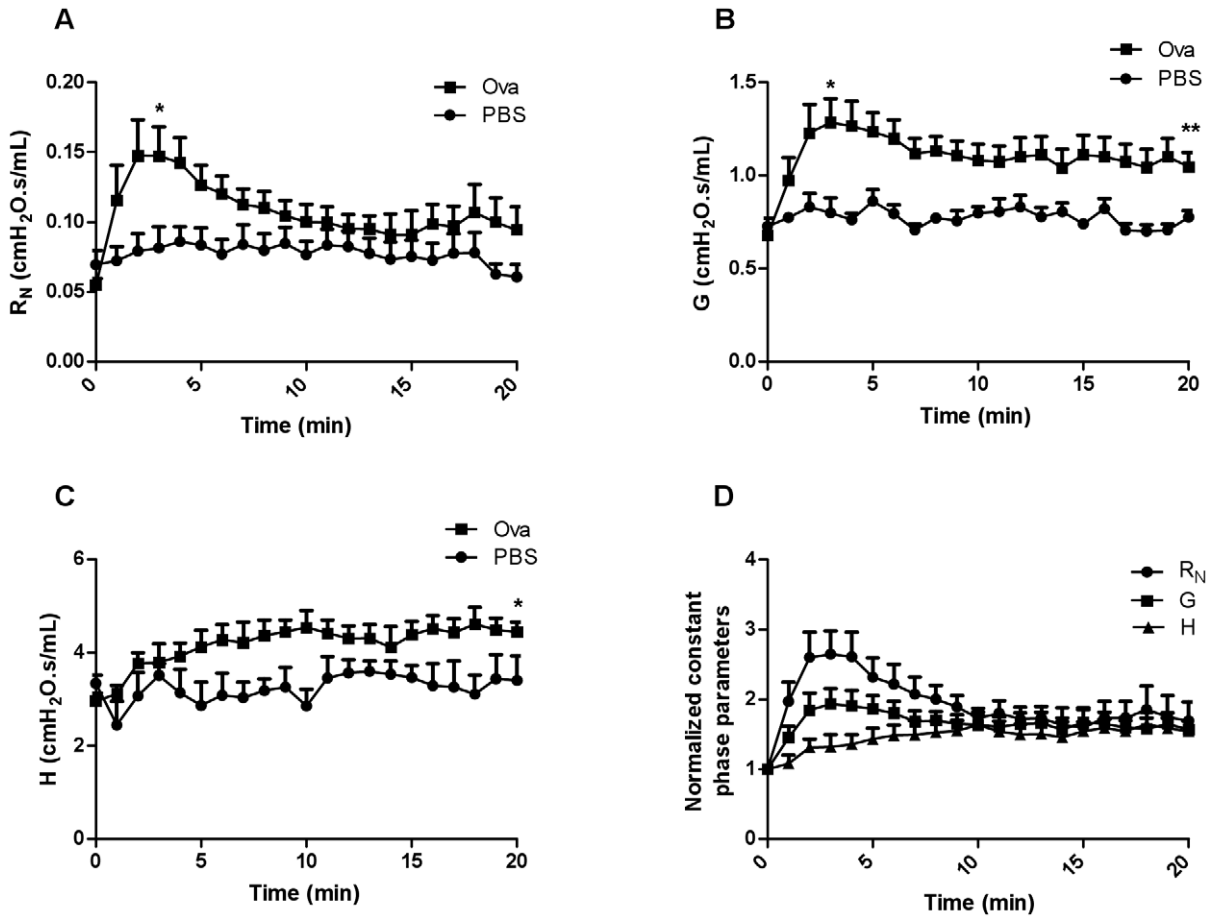 A
Ova
PBS
0.20
0.15
0.10
0.05
0.00
*
R_N (cmH₂O.s/mL)
0 5 10 15 20
Time (min)
B
Ova
PBS
1.5
1.0
0.5
0.0
*
**
G (cmH₂O.s/mL)
0 5 10 15 20
Time (min)
C
Ova
PBS
6
4
2
0
*
H (cmH₂O.s/mL)
0 5 10 15 20
Time (min)
D
R_N
G
H
4
3
2
1
0
Normalized constant
phase parameters
0 5 10 15 20
Time (min)